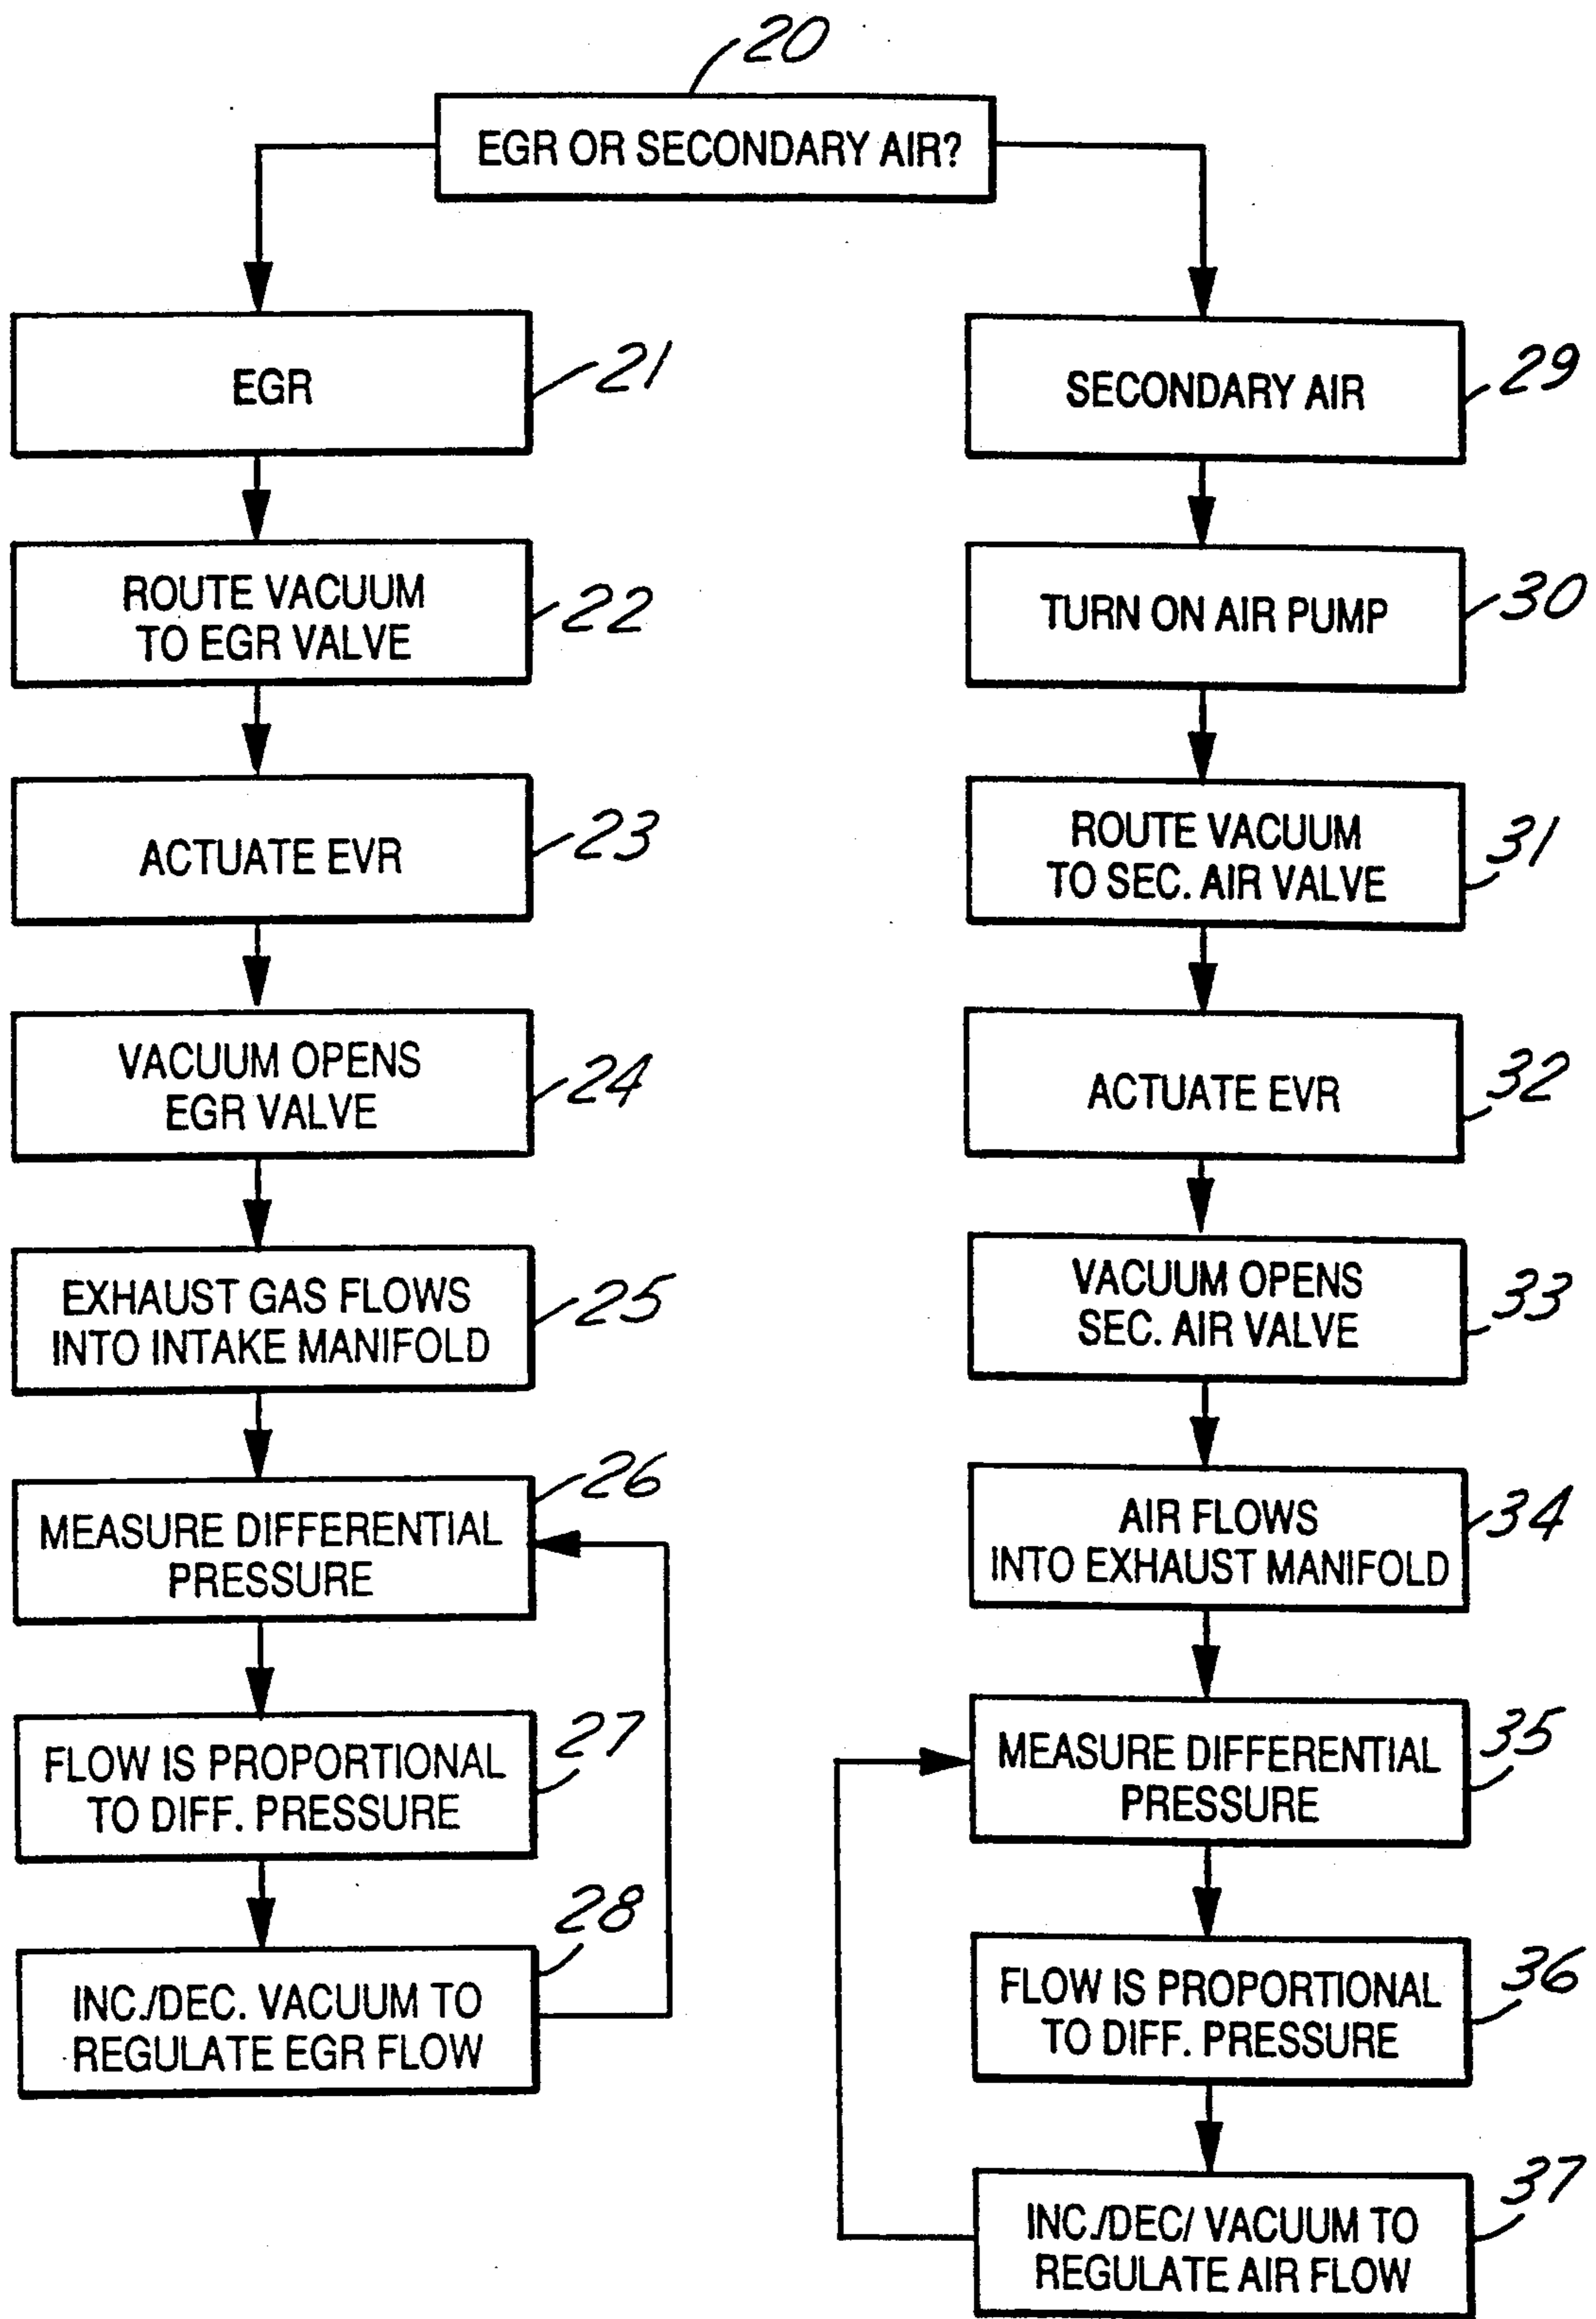 20
EGR OR SECONDARY AIR?
EGR
21
ROUTE VACUUM
TO EGR VALVE
22
ACTUATE EVR
23
VACUUM OPENS
EGR VALVE
24
EXHAUST GAS FLOWS
INTO INTAKE MANIFOLD
25
MEASURE DIFFERENTIAL
PRESSURE
26
FLOW IS PROPORTIONAL
TO DIFF. PRESSURE
27
INC./DEC. VACUUM TO
REGULATE EGR FLOW
28
SECONDARY AIR
29
TURN ON AIR PUMP
30
ROUTE VACUUM
TO SEC. AIR VALVE
31
ACTUATE EVR
32
VACUUM OPENS
SEC. AIR VALVE
33
AIR FLOWS
INTO EXHAUST MANIFOLD
34
MEASURE DIFFERENTIAL
PRESSURE
35
FLOW IS PROPORTIONAL
TO DIFF. PRESSURE
36
INC./DEC/ VACUUM TO
REGULATE AIR FLOW
37